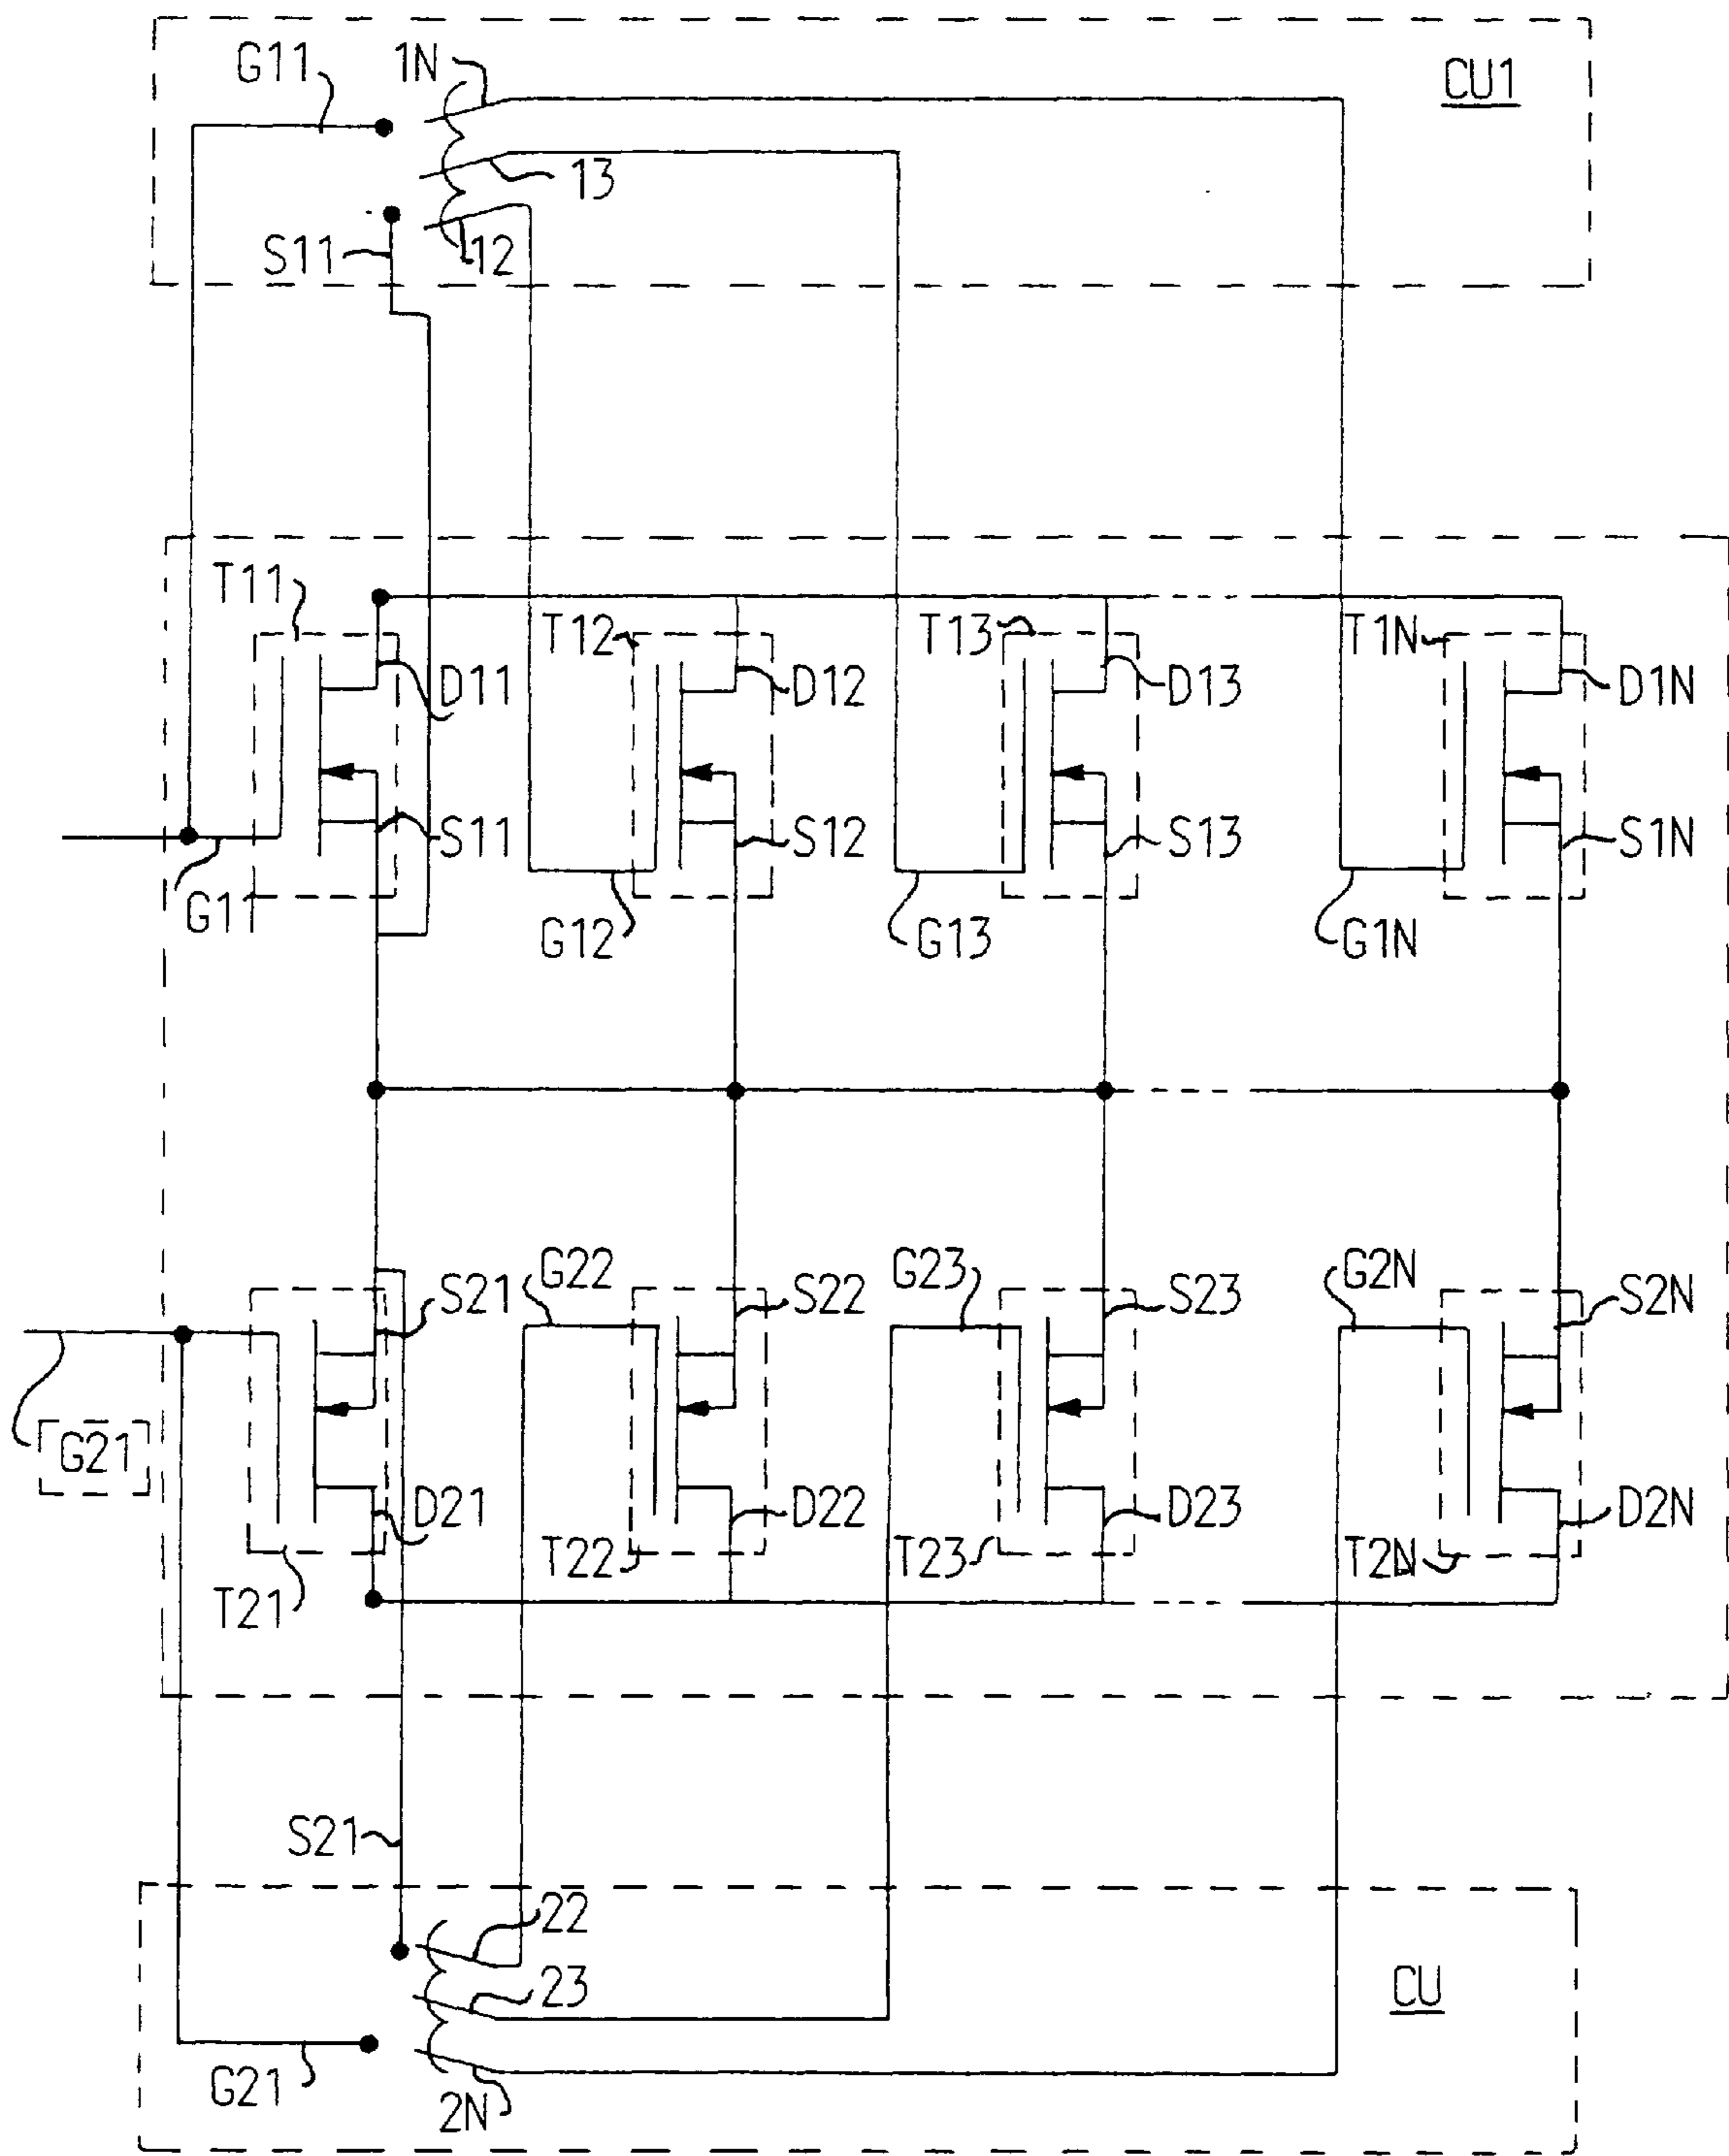 G11 1N CU1
13
S11 12
T11 T12 T13 T1N
D11 D12 D13 D1N
S11 S12 S13 S1N
G11 G12 G13 G1N
G22 G23 G2N
S21 S22 S23 S2N
G21
D21 D22 D23 D2N
T21 T22 T23 T2N
S21
22
23 CU
G21 2N